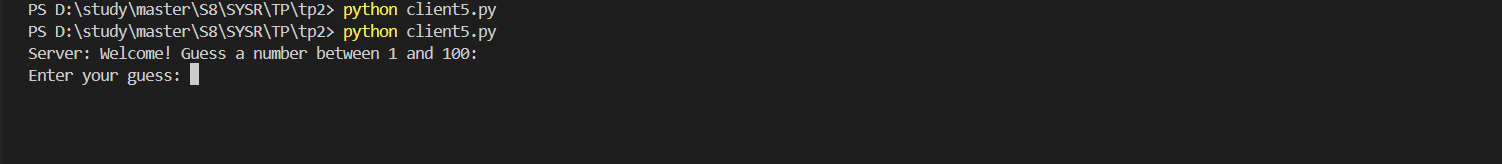 PS D:\study\master\S8\SYSR\TP\tp2> python client5.py
PS D:\study\master\S8\SYSR\TP\tp2> python client5.py
Server: Welcome! Guess a number between 1 and 100:
Enter your guess: